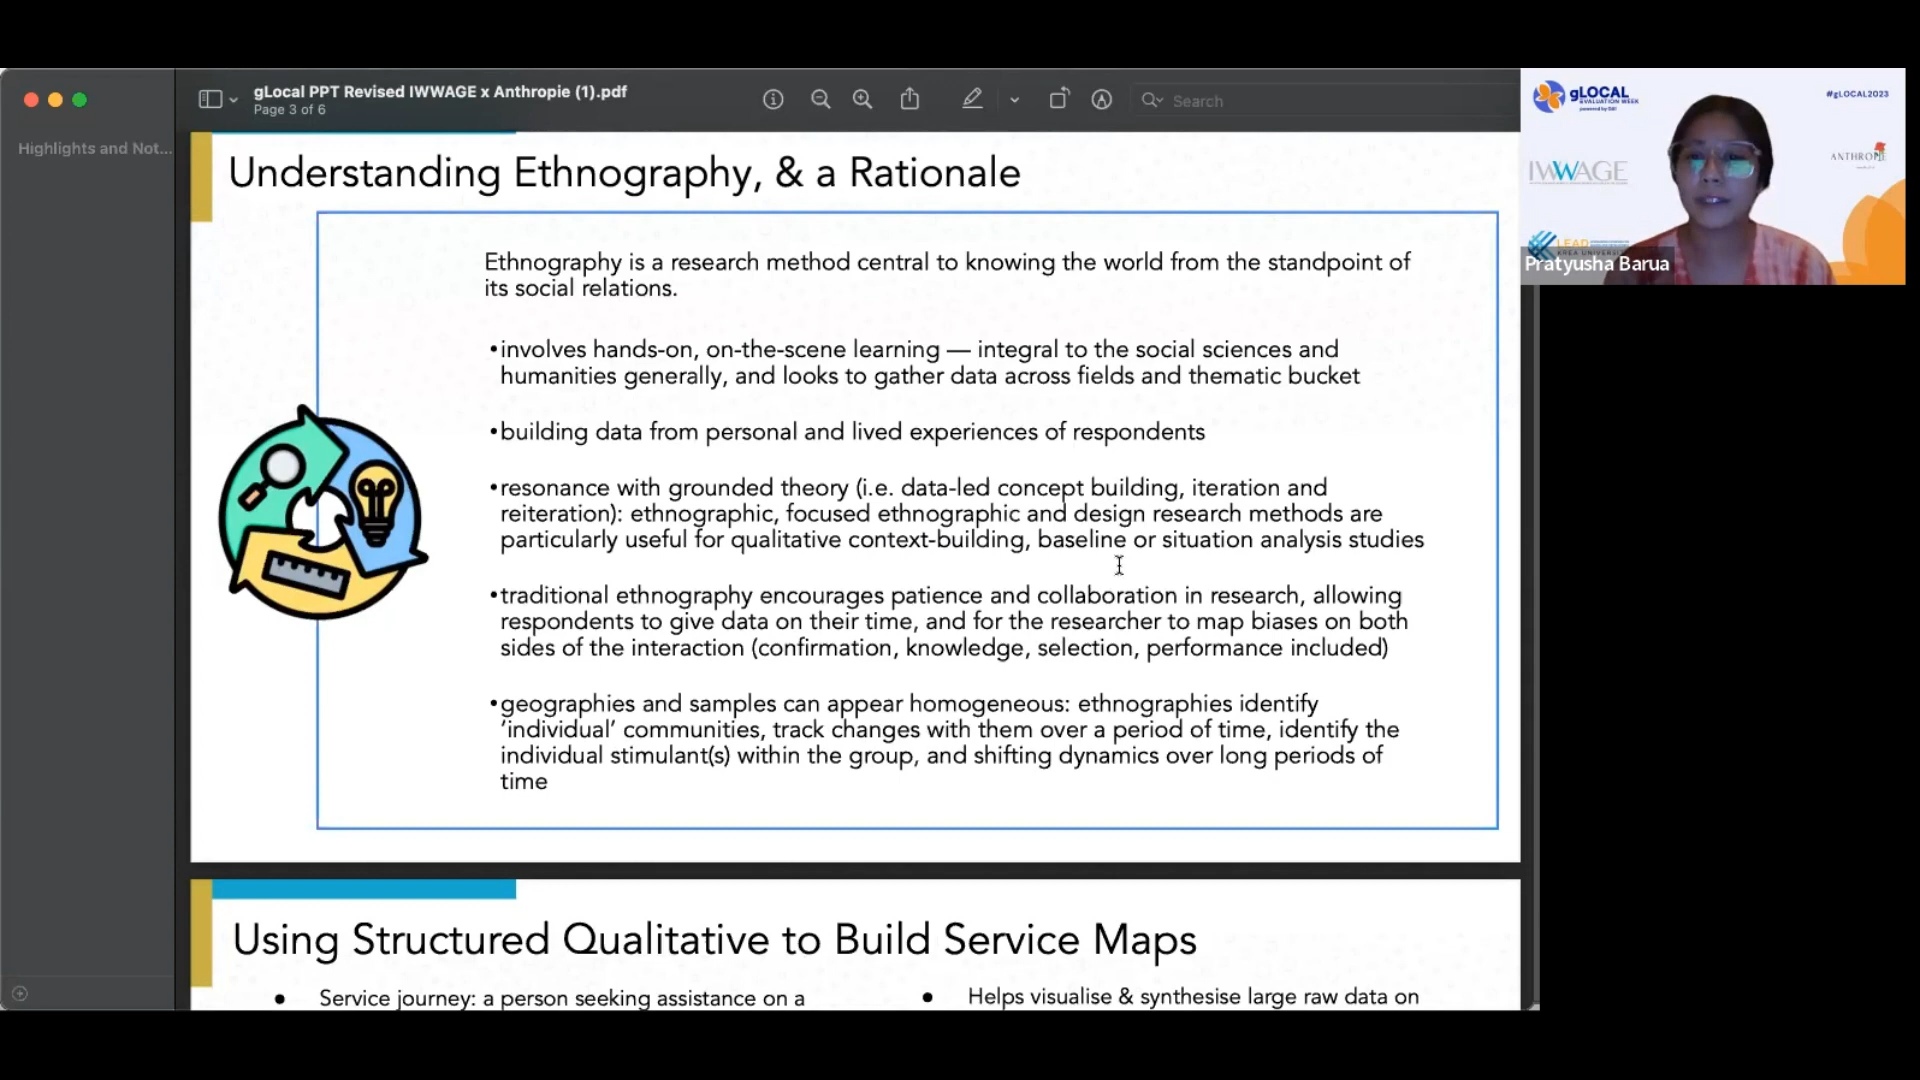 gLocal PPT Revised IWWAGE x Anthropie (1).pdf
Page 3 of 6
Search
Highlights and Not...
Understanding Ethnography, & a Rationale
Ethnography is a research method central to knowing the world from the standpoint of
its social relations.
•involves hands-on, on-the-scene learning — integral to the social sciences and
humanities generally, and looks to gather data across fields and thematic bucket
•building data from personal and lived experiences of respondents
•resonance with grounded theory (i.e. data-led concept building, iteration and
reiteration): ethnographic, focused ethnographic and design research methods are
particularly useful for qualitative context-building, baseline or situation analysis studies
•traditional ethnography encourages patience and collaboration in research, allowing
respondents to give data on their time, and for the researcher to map biases on both
sides of the interaction (confirmation, knowledge, selection, performance included)
•geographies and samples can appear homogeneous: ethnographies identify
‘individual’ communities, track changes with them over a period of time, identify the
individual stimulant(s) within the group, and shifting dynamics over long periods of
time
Using Structured Qualitative to Build Service Maps
● Service journey: a person seeking assistance on a
● Helps visualise & synthesise large raw data on
gLOCAL
EVALUATION WEEK
#gLOCAL2023
IWWAGE
ANTHROPIE
LEAD
KREA UNIVERSITY
Pratyusha Barua